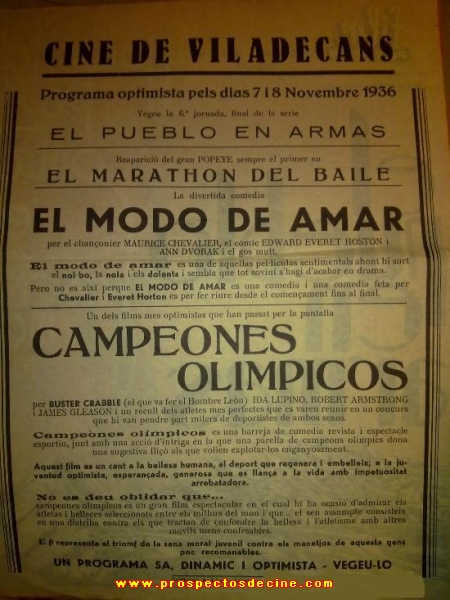 CINE DE VILADECANS
Programa optimista pels dias 7 i 8 Novembre 1936
Vegeu la 6.ª jornada, final de la serie
EL PUEBLO EN ARMAS
Reaparició del gran POPEYE sempre el primer en
EL MARATHON DEL BAILE
La divertida comedia
EL MODO DE AMAR
per el chançonier MAURICE CHEVALIER, el cómic EDWARD EVERET HOSTON i
ANN DVORAK i el gos mutt.
El modo de amar es una de aquellas pel·liculas sentimentals ahont hi surt
el noi bo, la noia i els dolents i sembla que tot sovint s'hagi d'acabar en drama.
Pero no es aixi perque EL MODO DE AMAR es una comedia i una comedia feta per
Chevalier i Everet Horton es per fer riure desde el començament fins al final.
Un dels films mes optimistas que han passat per la pantalla
CAMPEONES
OLIMPICOS
per BUSTER CRABBLE (el que va fer el Hombre León) IDA LUPINO, ROBERT ARMSTRONG
i JAMES GLEASON i un recull dels atletes mes perfectes que es varen reunir en un concurs
que hi van pendre part milers de deportistes de ambos sexos.
Campeones olimpicos es una barreja de comedia revista i espectacle
esportiu, junt amb una acció d'intriga en la que una parella de campeons olimpics dona
una sugestiva lliçó als que volien explotar-los enganyosament.
Aquest film es un cant a la bellesa humana, al deport que regenera i embelleix; a la ju-
ventud optimista, esperançada, generosa que es llança a la vida amb impetuositat
arrebatadora.
No es deu oblidar que...
campeones olimpicos es un gran film espectacular en el cual hi ha ocasió d'admirar els
atletas i belleces seleccionats entre els millors del mon i que... el seu assumpte consisteix
en una diatriba contra els que tractan de confondre la bellesa i l'atletisme amb altres
movils menys confesables.
E representa el triomf de la sana moral juvenil contra els manetjos de aquesta gens
poc recomanables.
UN PROGRAMA SA, DINAMIC I OPTIMISTA - VEGEU-LO
www.prospectosdecine.com